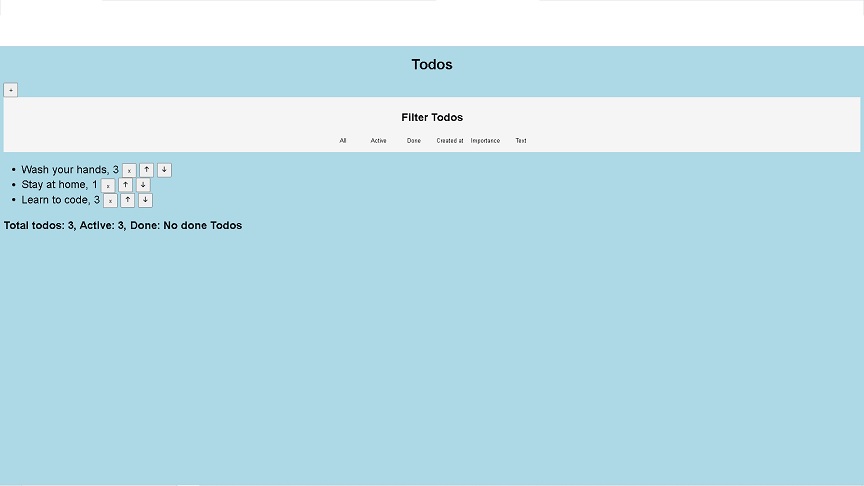 Todos
+
Filter Todos
All Active Done Created at Importance Text
• Wash your hands, 3 x ↑ ↓
• Stay at home, 1 x ↑ ↓
• Learn to code, 3 x ↑ ↓
Total todos: 3, Active: 3, Done: No done Todos